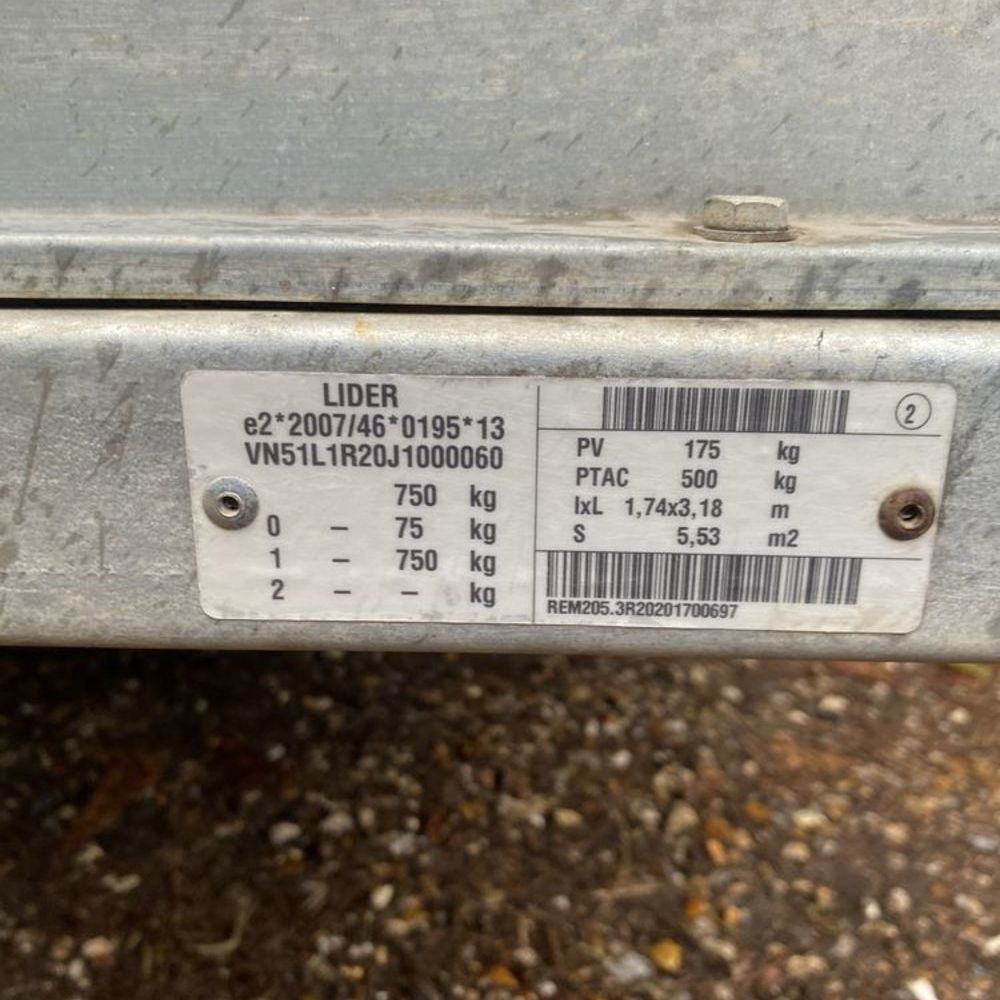 LIDER
e2*2007/46*0195*13
VN51L1R20J1000060
750 kg
0 – 75 kg
1 – 750 kg
2 – – kg
2
PV 175 kg
PTAC 500 kg
lxL 1,74x3,18 m
S 5,53 m2
REM205.3R20201700697